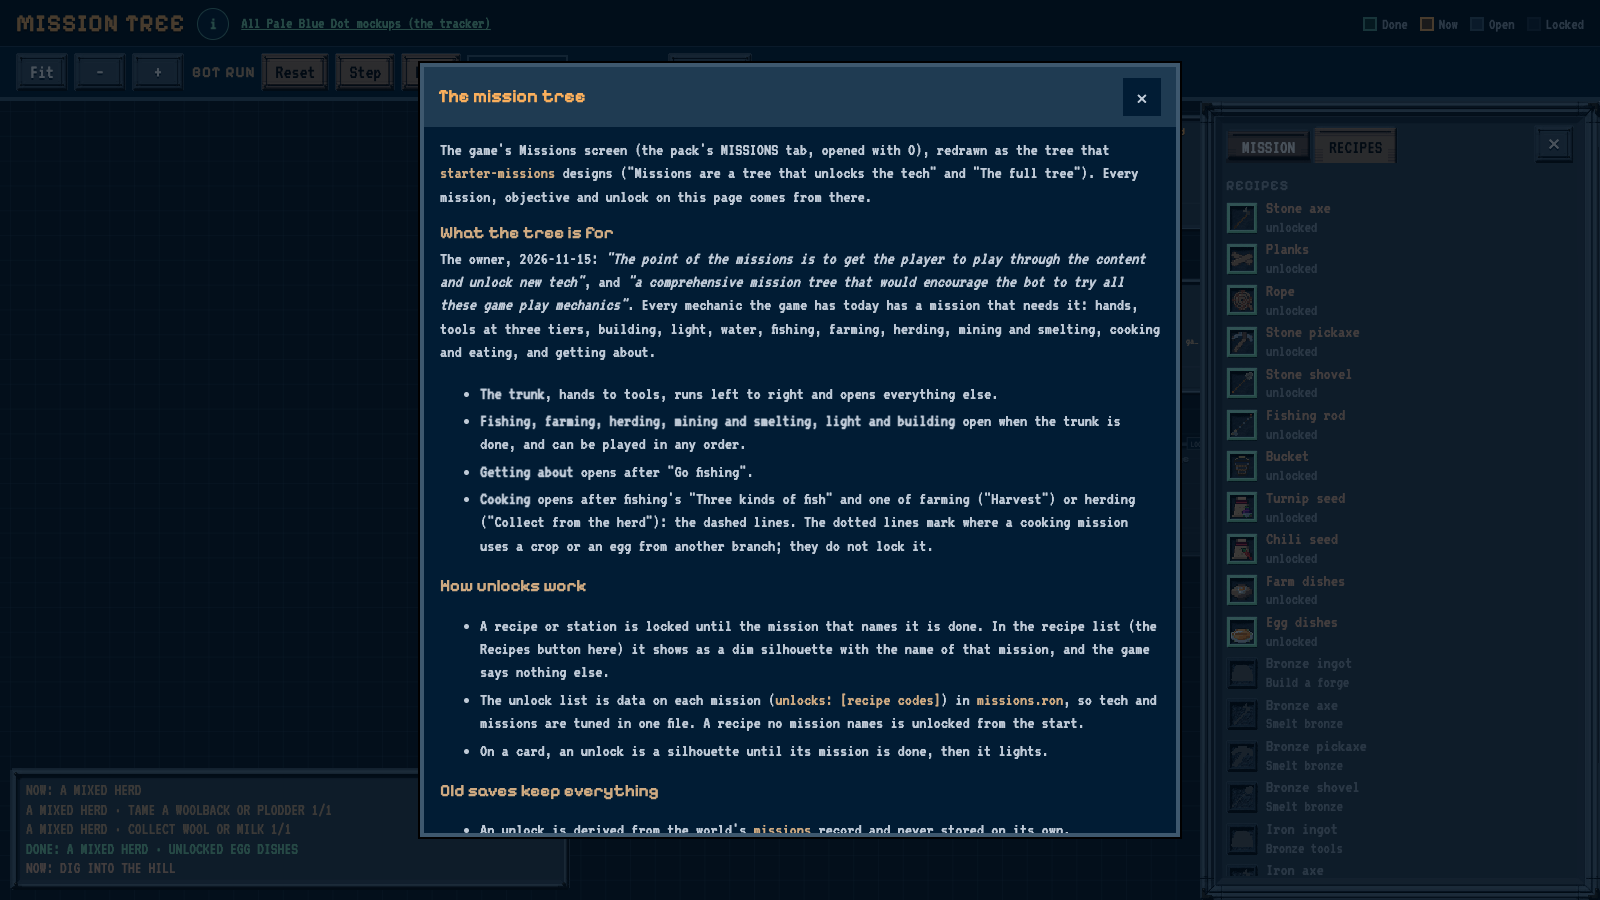 MISSION TREE
i
All Pale Blue Dot mockups (the tracker)
Done
Now
Open
Locked
Fit
-
+
BOT RUN
Reset
Step
The mission tree
×
The game's Missions screen (the pack's MISSIONS tab, opened with O), redrawn as the tree that
starter-missions designs ("Missions are a tree that unlocks the tech" and "The full tree"). Every
mission, objective and unlock on this page comes from there.
What the tree is for
The owner, 2026-11-15: "The point of the missions is to get the player to play through the content
and unlock new tech", and "a comprehensive mission tree that would encourage the bot to try all
these game play mechanics". Every mechanic the game has today has a mission that needs it: hands,
tools at three tiers, building, light, water, fishing, farming, herding, mining and smelting, cooking
and eating, and getting about.
• The trunk, hands to tools, runs left to right and opens everything else.
• Fishing, farming, herding, mining and smelting, light and building open when the trunk is
done, and can be played in any order.
• Getting about opens after "Go fishing".
• Cooking opens after fishing's "Three kinds of fish" and one of farming ("Harvest") or herding
("Collect from the herd"): the dashed lines. The dotted lines mark where a cooking mission
uses a crop or an egg from another branch; they do not lock it.
How unlocks work
• A recipe or station is locked until the mission that names it is done. In the recipe list (the
Recipes button here) it shows as a dim silhouette with the name of that mission, and the game
says nothing else.
• The unlock list is data on each mission (unlocks: [recipe codes]) in missions.ron, so tech and
missions are tuned in one file. A recipe no mission names is unlocked from the start.
• On a card, an unlock is a silhouette until its mission is done, then it lights.
Old saves keep everything
• An unlock is derived from the world's missions record and never stored on its own.
MISSION
RECIPES
×
RECIPES
Stone axe
unlocked
Planks
unlocked
Rope
unlocked
Stone pickaxe
unlocked
Stone shovel
unlocked
Fishing rod
unlocked
Bucket
unlocked
Turnip seed
unlocked
Chili seed
unlocked
Farm dishes
unlocked
Egg dishes
unlocked
Bronze ingot
Build a forge
Bronze axe
Smelt bronze
Bronze pickaxe
Smelt bronze
Bronze shovel
Smelt bronze
Iron ingot
Bronze tools
Iron axe
NOW: A MIXED HERD
A MIXED HERD · TAME A WOOLBACK OR PLODDER 1/1
A MIXED HERD · COLLECT WOOL OR MILK 1/1
DONE: A MIXED HERD · UNLOCKED EGG DISHES
NOW: DIG INTO THE HILL